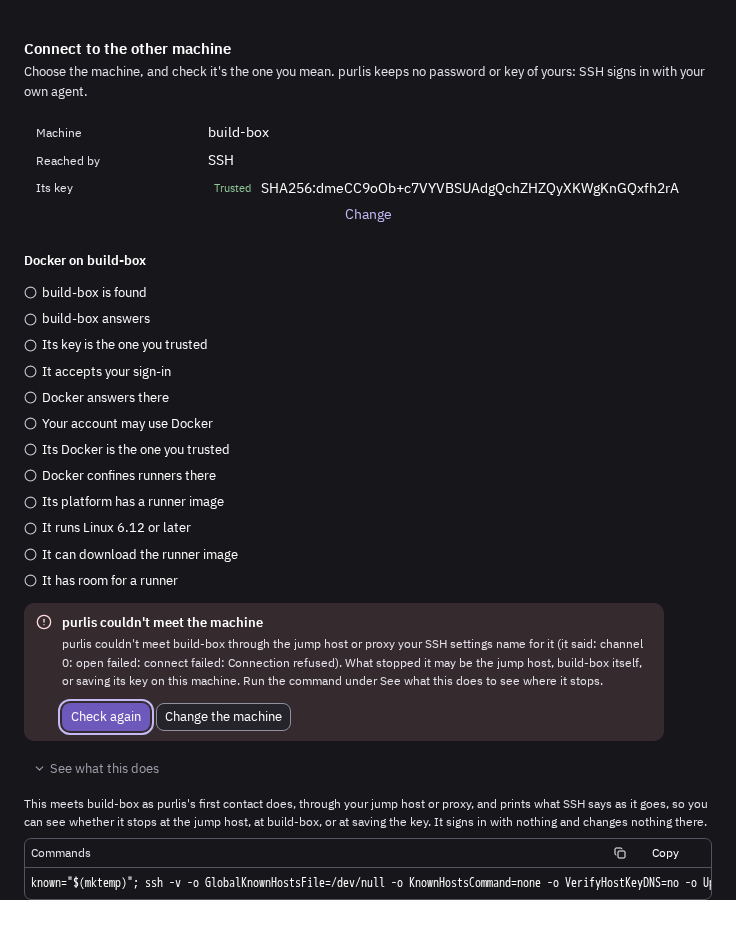 Connect to the other machine
Choose the machine, and check it's the one you mean. purlis keeps no password or key of yours: SSH signs in with your
own agent.
Machine build-box
Reached by SSH
Its key Trusted SHA256:dmeCC9oOb+c7VYVBSUAdgQchZHZQyXKWgKnGQxfh2rA
Change
Docker on build-box
build-box is found
build-box answers
Its key is the one you trusted
It accepts your sign-in
Docker answers there
Your account may use Docker
Its Docker is the one you trusted
Docker confines runners there
Its platform has a runner image
It runs Linux 6.12 or later
It can download the runner image
It has room for a runner
purlis couldn't meet the machine
purlis couldn't meet build-box through the jump host or proxy your SSH settings name for it (it said: channel
0: open failed: connect failed: Connection refused). What stopped it may be the jump host, build-box itself,
or saving its key on this machine. Run the command under See what this does to see where it stops.
Check again Change the machine
See what this does
This meets build-box as purlis's first contact does, through your jump host or proxy, and prints what SSH says as it goes, so you
can see whether it stops at the jump host, at build-box, or at saving the key. It signs in with nothing and changes nothing there.
Commands Copy
known="$(mktemp)"; ssh -v -o GlobalKnownHostsFile=/dev/null -o KnownHostsCommand=none -o VerifyHostKeyDNS=no -o